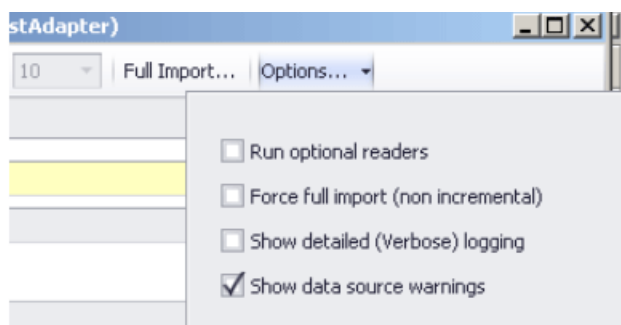 stAdapter)
10 Full Import... Options...
Run optional readers
Force full import (non incremental)
Show detailed (Verbose) logging
Show data source warnings